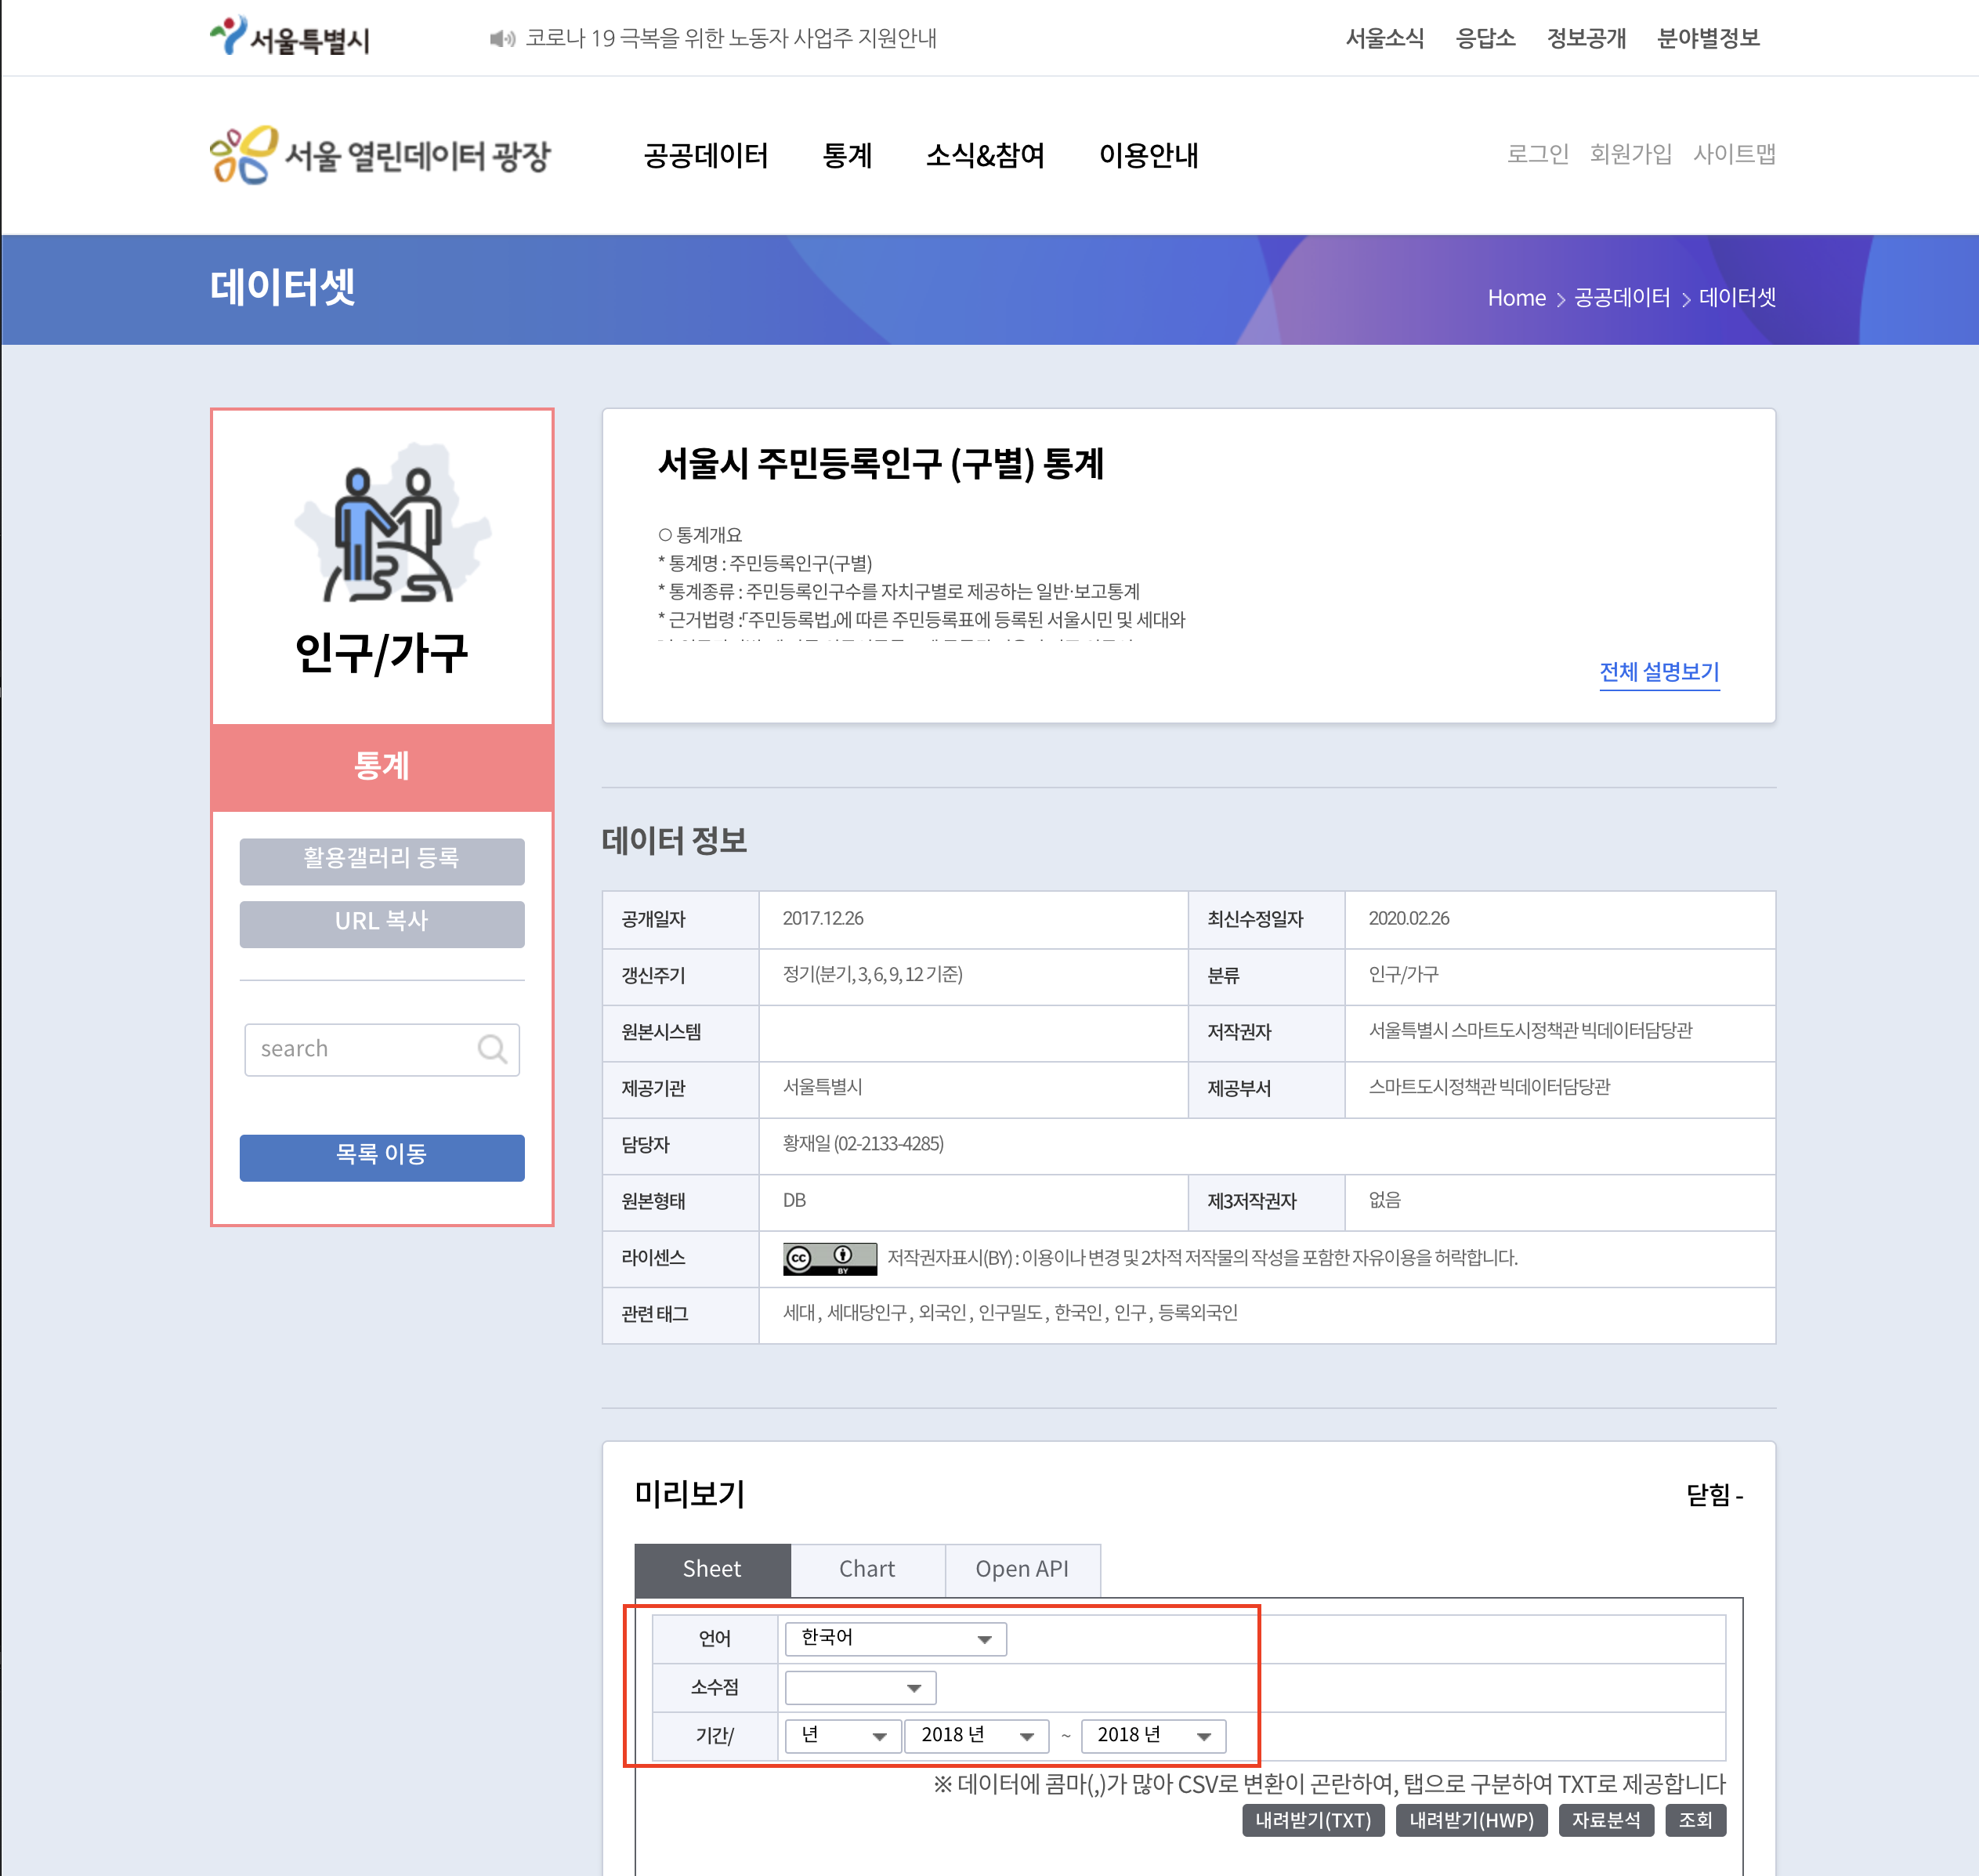 서울특별시
코로나 19 극복을 위한 노동자 사업주 지원안내
서울소식 응답소 정보공개 분야별정보
서울 열린데이터 광장
공공데이터 통계 소식&참여 이용안내
로그인 회원가입 사이트맵
데이터셋
Home > 공공데이터 > 데이터셋
인구/가구
통계
활용갤러리 등록
URL 복사
search
목록 이동
서울시 주민등록인구 (구별) 통계
○ 통계개요
* 통계명 : 주민등록인구(구별)
* 통계종류 : 주민등록인구수를 자치구별로 제공하는 일반·보고통계
* 근거법령 :「주민등록법」에 따른 주민등록표에 등록된 서울시민 및 세대와
전체 설명보기
데이터 정보
공개일자 2017.12.26 최신수정일자 2020.02.26
갱신주기 정기(분기, 3, 6, 9, 12 기준) 분류 인구/가구
원본시스템 저작권자 서울특별시 스마트도시정책관 빅데이터담당관
제공기관 서울특별시 제공부서 스마트도시정책관 빅데이터담당관
담당자 황재일 (02-2133-4285)
원본형태 DB 제3저작권자 없음
라이센스 cc BY 저작권자표시(BY) : 이용이나 변경 및 2차적 저작물의 작성을 포함한 자유이용을 허락합니다.
관련 태그 세대 , 세대당인구 , 외국인 , 인구밀도 , 한국인 , 인구 , 등록외국인
미리보기
닫힘 -
Sheet Chart Open API
언어 한국어
소수점
기간/ 년 2018 년 ~ 2018 년
※ 데이터에 콤마(,)가 많아 CSV로 변환이 곤란하여, 탭으로 구분하여 TXT로 제공합니다
내려받기(TXT) 내려받기(HWP) 자료분석 조회